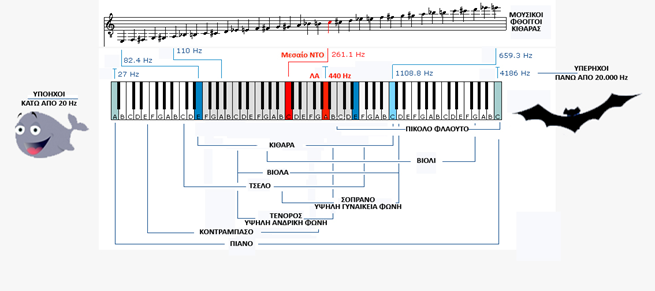 ΜΟΥΣΙΚΟΙ
ΦΘΟΓΓΟΙ
ΚΙΘΑΡΑΣ
110 Hz
Μεσαίο ΝΤΟ
261.1 Hz
659.3 Hz
82.4 Hz
27 Hz
ΛΑ
440 Hz
1108.8 Hz
4186 Hz
ΥΠΕΡΗΧΟΙ
ΠΑΝΩ ΑΠΟ 20.000 Hz
ΥΠΟΗΧΟΙ
ΚΑΤΩ ΑΠΟ 20 Hz
A B C D E F G A B C D E F G A B C D E F G A B C D E F G A B C D E F G A B C D E F G A B C D E F G A B C
ΠΙΚΟΛΟ ΦΛΑΟΥΤΟ
ΚΙΘΑΡΑ
ΒΙΟΛΙ
ΒΙΟΛΑ
ΤΣΕΛΟ
ΣΟΠΡΑΝΟ
ΥΨΗΛΗ ΓΥΝΑΙΚΕΙΑ ΦΩΝΗ
ΤΕΝΟΡΟΣ
ΥΨΗΛΗ ΑΝΔΡΙΚΗ ΦΩΝΗ
ΚΟΝΤΡΑΜΠΑΣΟ
ΠΙΑΝΟ